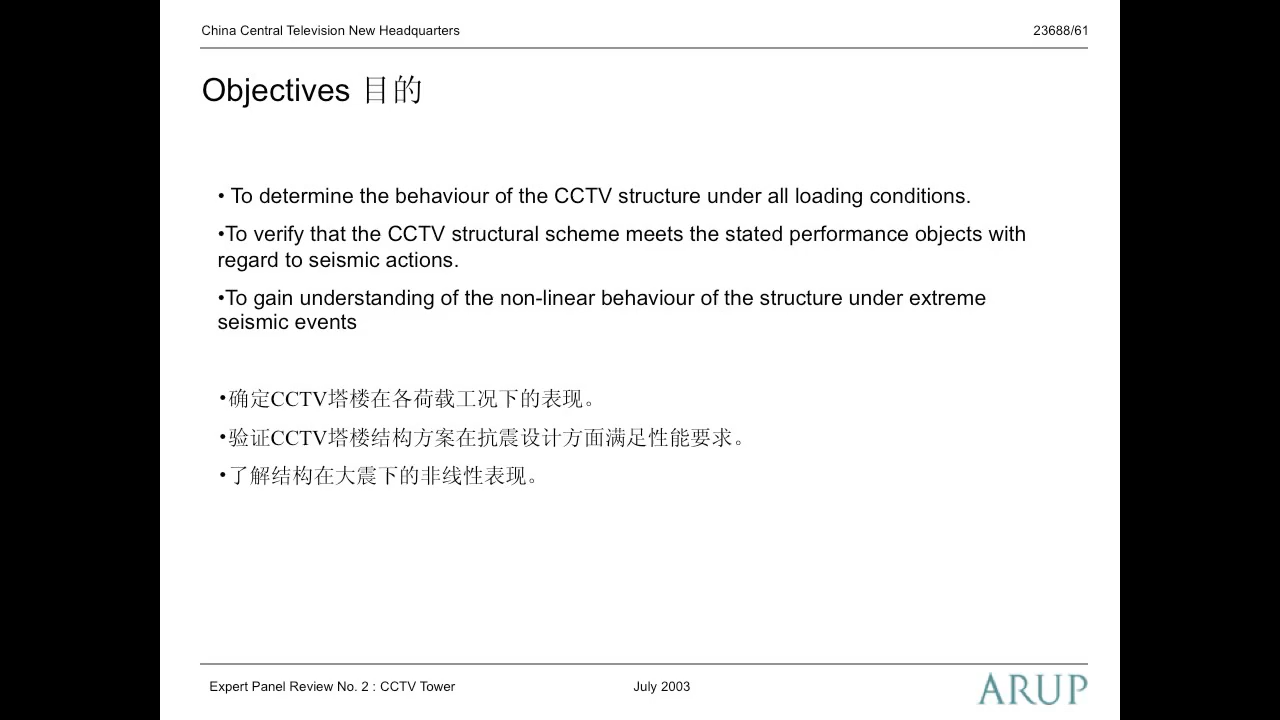 China Central Television New Headquarters 23688/61
Objectives 目的
• To determine the behaviour of the CCTV structure under all loading conditions.
•To verify that the CCTV structural scheme meets the stated performance objects with
regard to seismic actions.
•To gain understanding of the non-linear behaviour of the structure under extreme
seismic events
•确定CCTV塔楼在各荷载工况下的表现。
•验证CCTV塔楼结构方案在抗震设计方面满足性能要求。
•了解结构在大震下的非线性表现。
Expert Panel Review No. 2 : CCTV Tower July 2003 ARUP